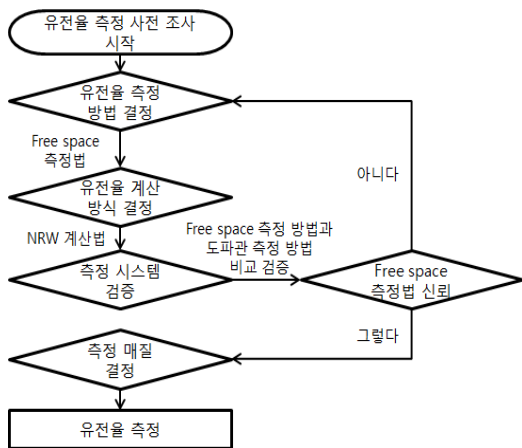 유전율 측정 사전 조사
시작
유전율 측정
방법 결정
Free space
측정법
아니다
유전율 계산
방식 결정
NRW 계산법
Free space 측정 방법과
도파관 측정 방법
비교 검증
측정 시스템
검증
Free space
측정법 신뢰
그렇다
측정 매질
결정
유전율 측정